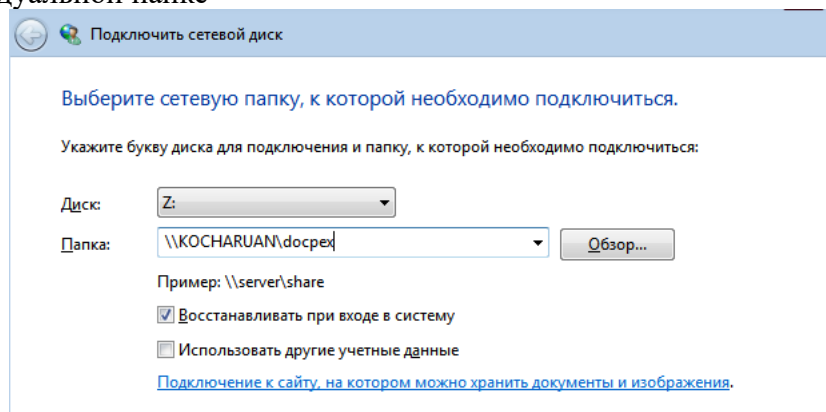 Подключить сетевой диск
Выберите сетевую папку, к которой необходимо подключиться.
Укажите букву диска для подключения и папку, к которой необходимо подключиться:
Диск: Z:
Папка: \\KOCHARUAN\docpex Обзор...
Пример: \\server\share
Восстанавливать при входе в систему
Использовать другие учетные данные
Подключение к сайту, на котором можно хранить документы и изображения.